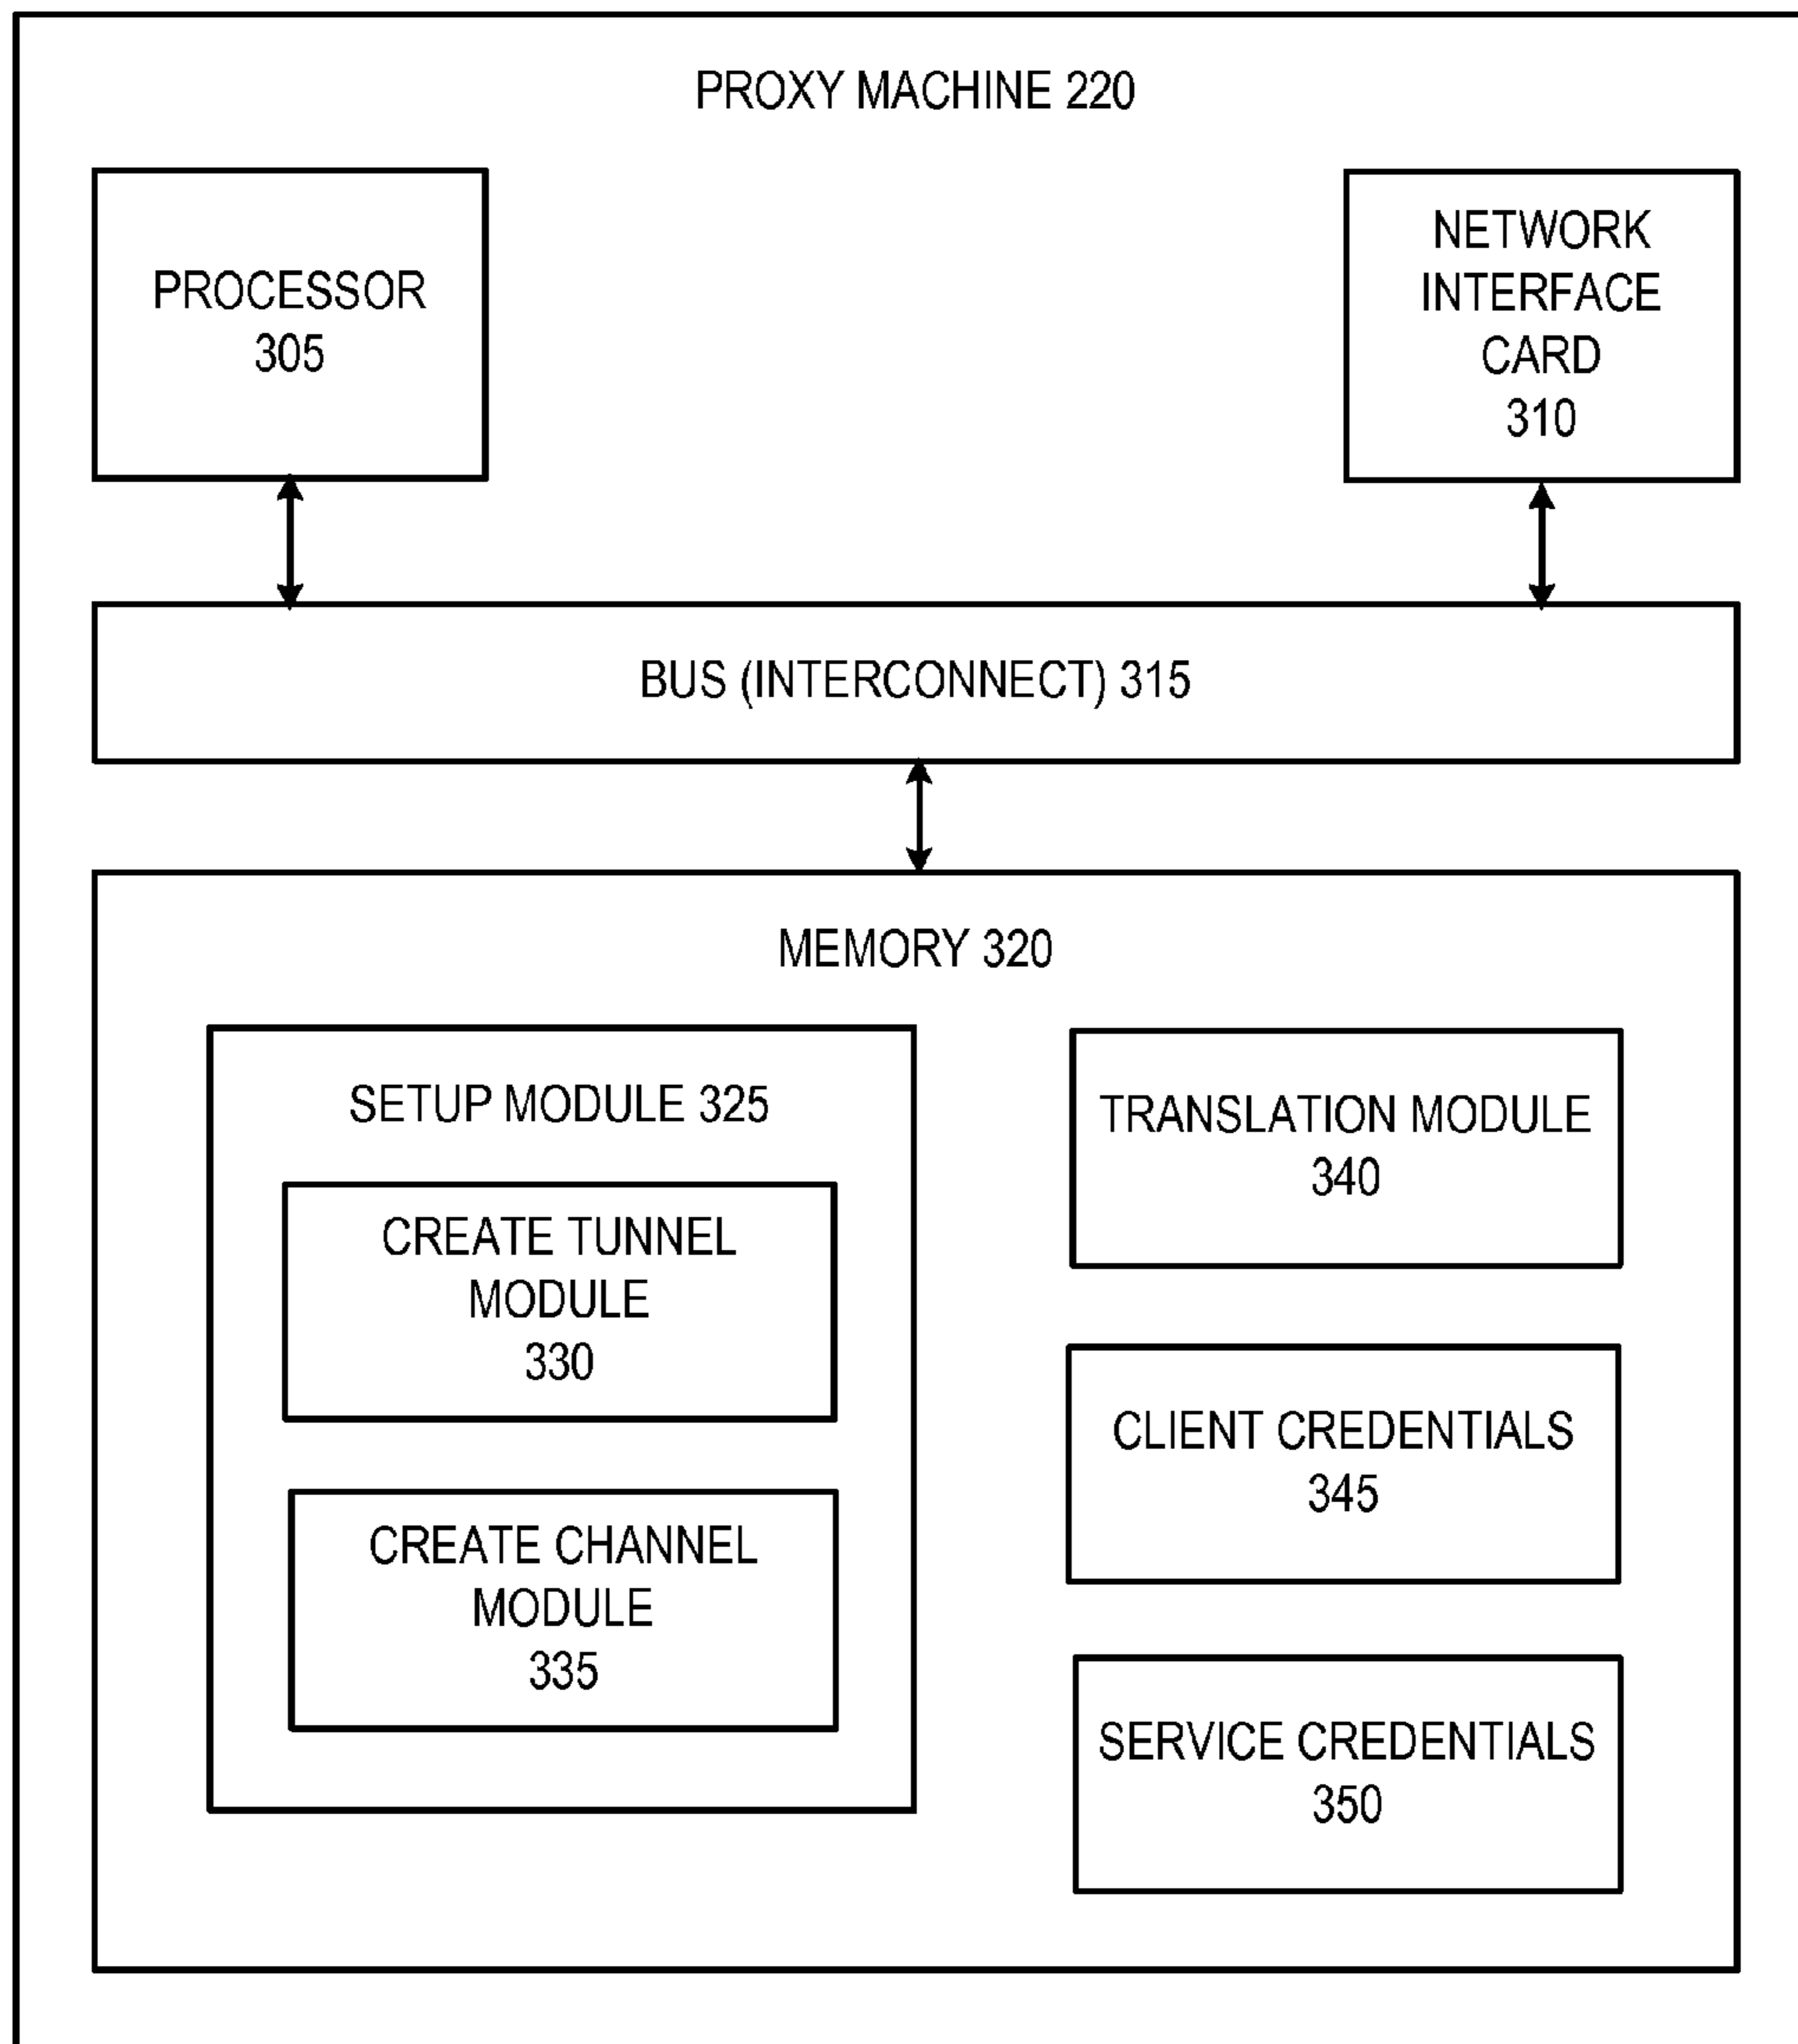 PROXY MACHINE 220
PROCESSOR
305
NETWORK
INTERFACE
CARD
310
BUS (INTERCONNECT) 315
MEMORY 320
SETUP MODULE 325
CREATE TUNNEL
MODULE
330
CREATE CHANNEL
MODULE
335
TRANSLATION MODULE
340
CLIENT CREDENTIALS
345
SERVICE CREDENTIALS
350